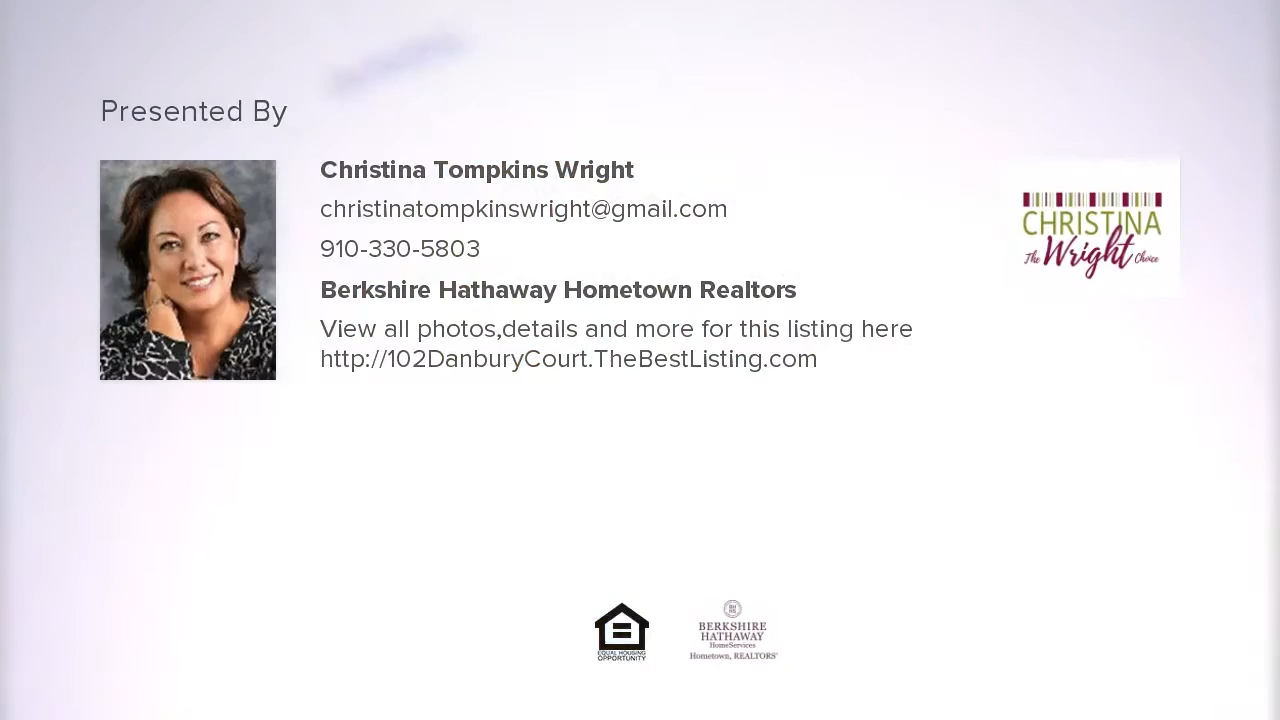 Presented By
Christina Tompkins Wright
christinatompkinswright@gmail.com
910-330-5803
Berkshire Hathaway Hometown Realtors
View all photos,details and more for this listing here
http://102DanburyCourt.TheBestListing.com
CHRISTINA
The Wright Choice
EQUAL HOUSING
OPPORTUNITY
BH
HS
BERKSHIRE
HATHAWAY
HomeServices
Hometown, REALTORS®